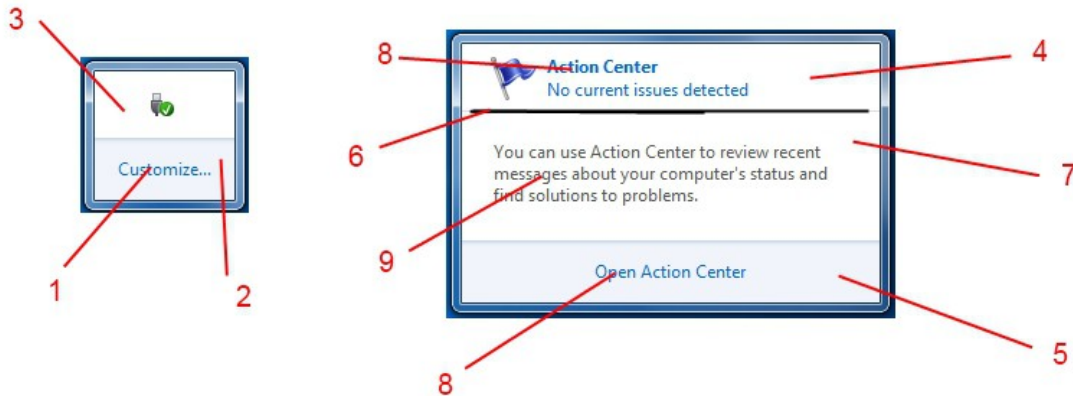 3
8
Action Center
4
No current issues detected
6
You can use Action Center to review recent
messages about your computer's status and
find solutions to problems.
7
Customize...
9
1
2
Open Action Center
5
8